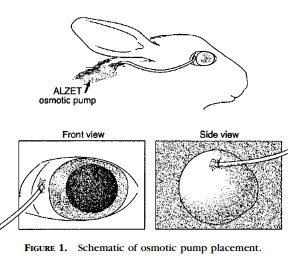 ALZET
osmotic pump
Front view
Side view
FIGURE 1. Schematic of osmotic pump placement.